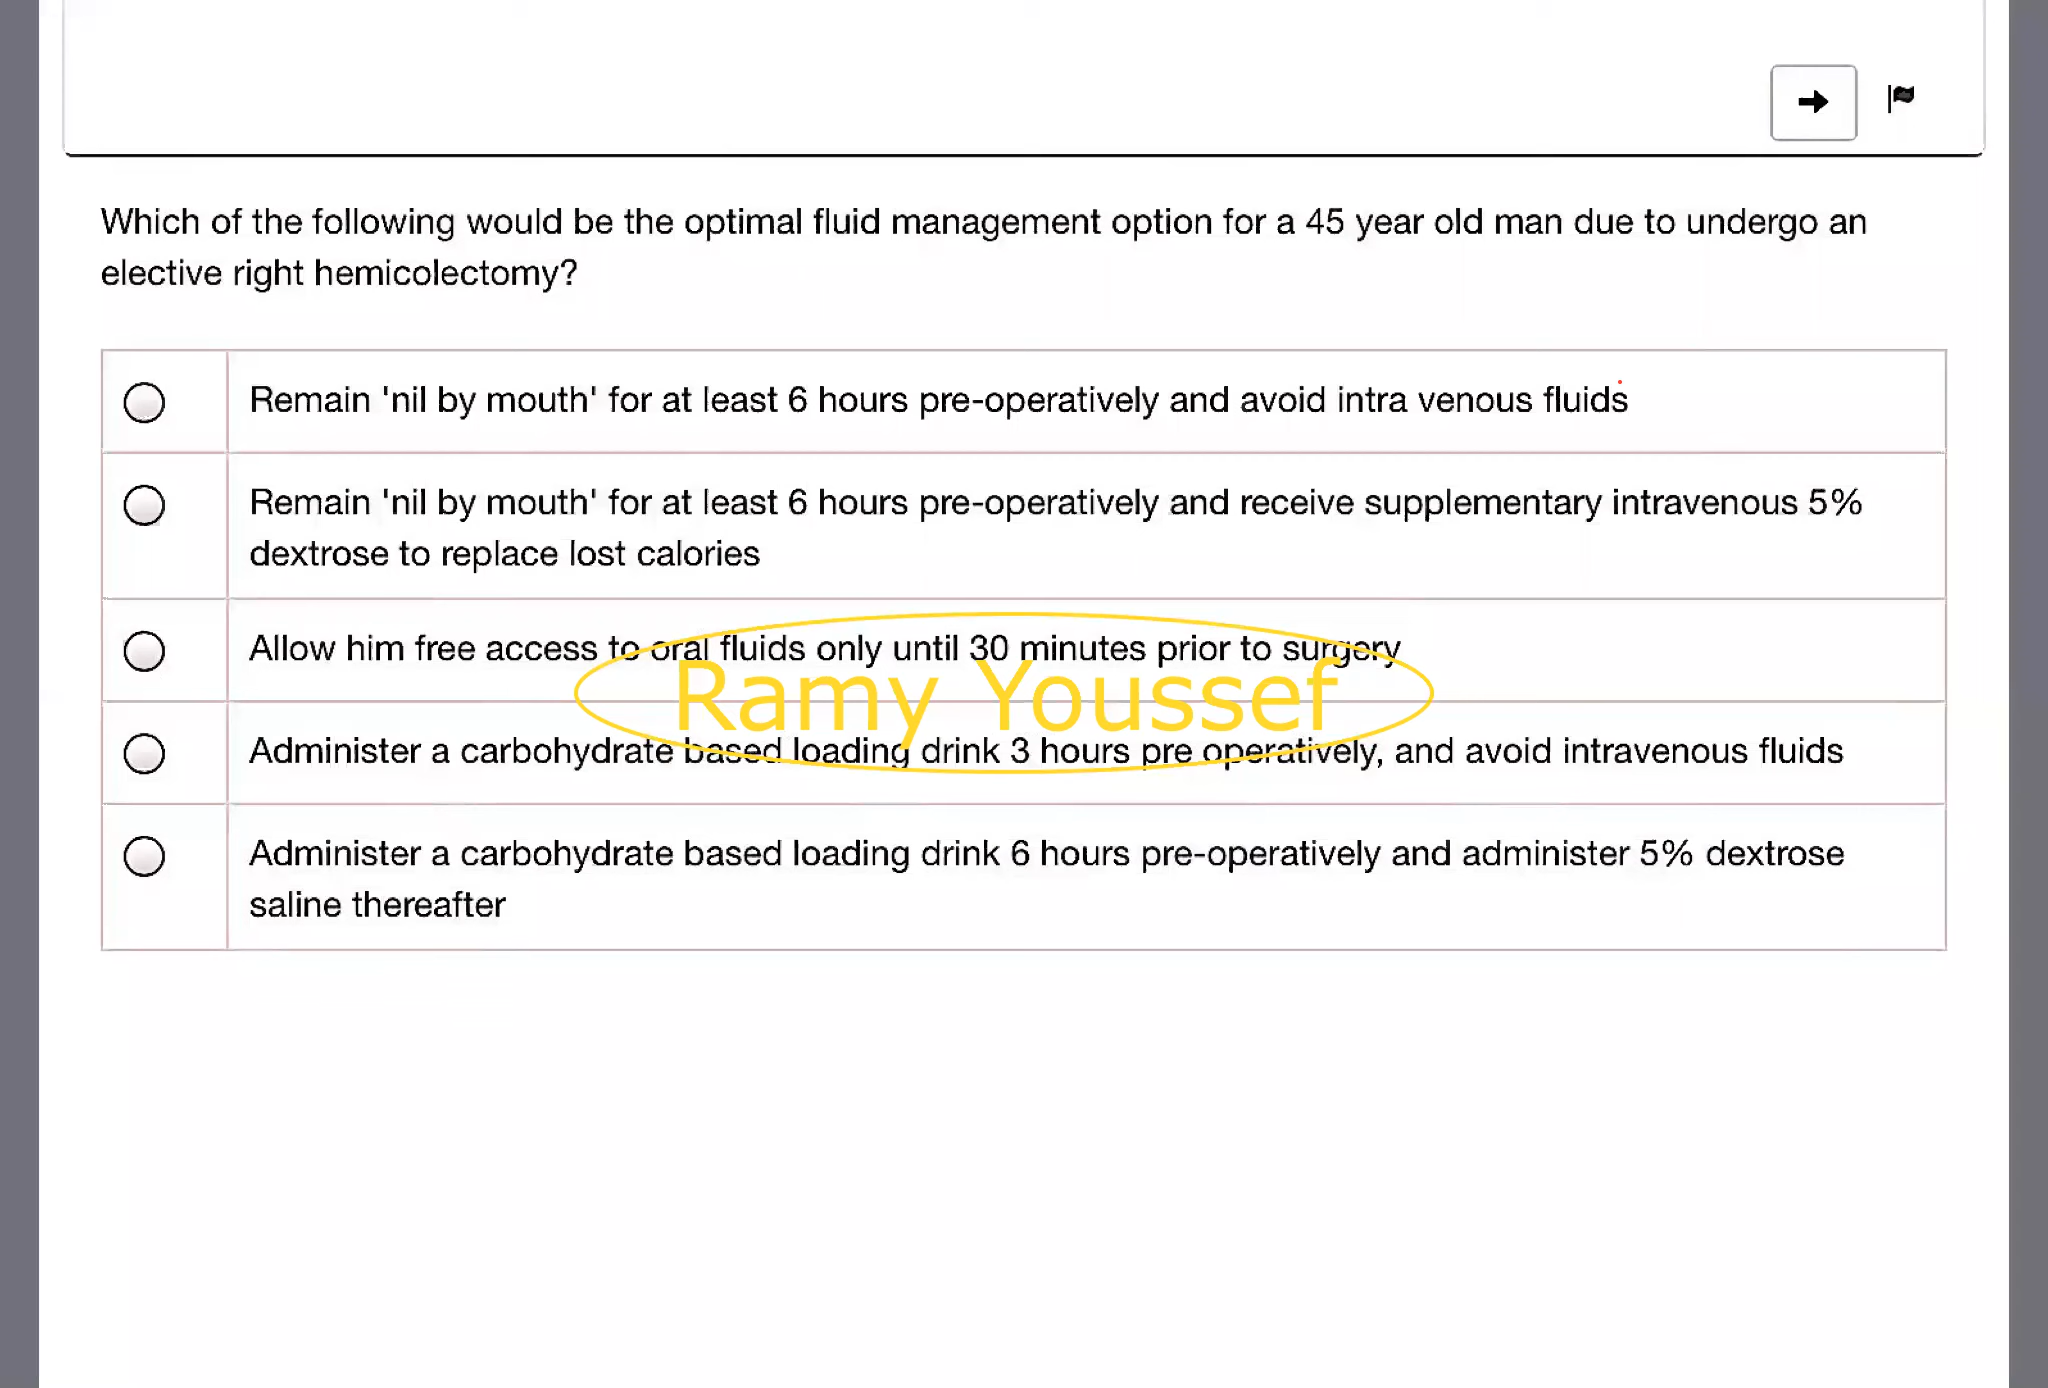 Which of the following would be the optimal fluid management option for a 45 year old man due to undergo an
elective right hemicolectomy?
Remain 'nil by mouth' for at least 6 hours pre-operatively and avoid intra venous fluids
Remain 'nil by mouth' for at least 6 hours pre-operatively and receive supplementary intravenous 5%
dextrose to replace lost calories
Allow him free access to oral fluids only until 30 minutes prior to surgery
Ramy Youssef
Administer a carbohydrate based loading drink 3 hours pre operatively, and avoid intravenous fluids
Administer a carbohydrate based loading drink 6 hours pre-operatively and administer 5% dextrose
saline thereafter